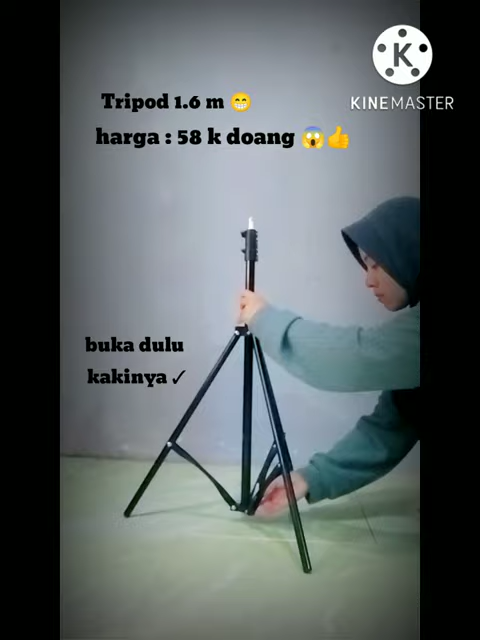 Tripod 1.6 m 😁
harga : 58 k doang 😱👍
K
KINEMASTER
buka dulu
kakinya ✓